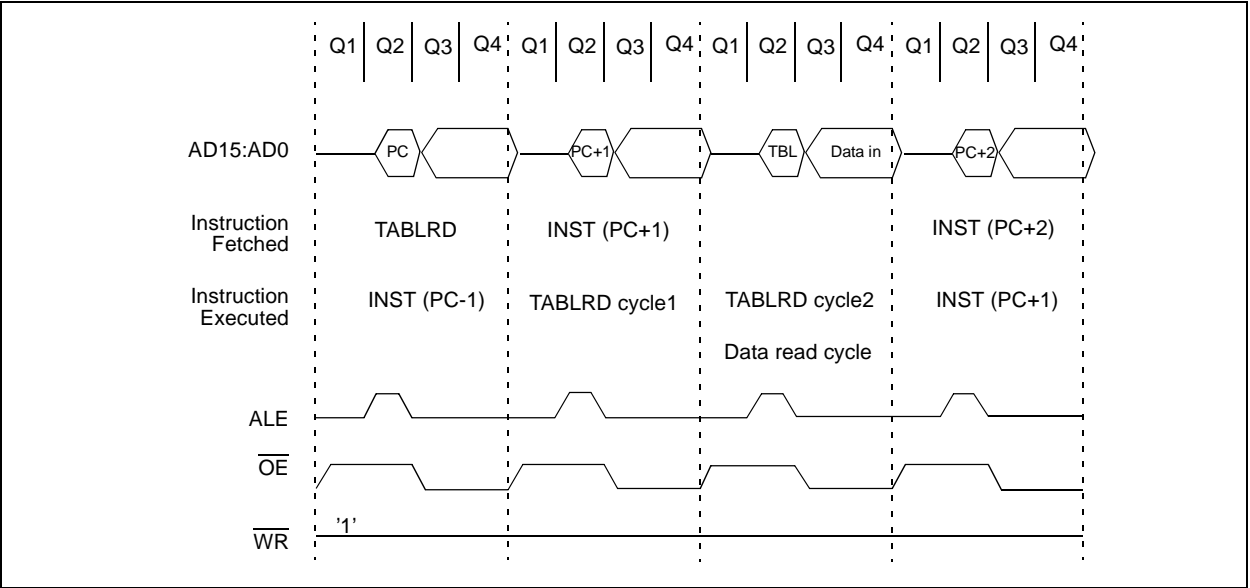 Q1 Q2 Q3 Q4 Q1 Q2 Q3 Q4 Q1 Q2 Q3 Q4 Q1 Q2 Q3 Q4
AD15:AD0 PC PC+1 TBL Data in PC+2
Instruction
Fetched
TABLRD INST (PC+1) INST (PC+2)
Instruction
Executed
INST (PC-1) TABLRD cycle1 TABLRD cycle2 INST (PC+1)
Data read cycle
ALE
OE
'1'
WR